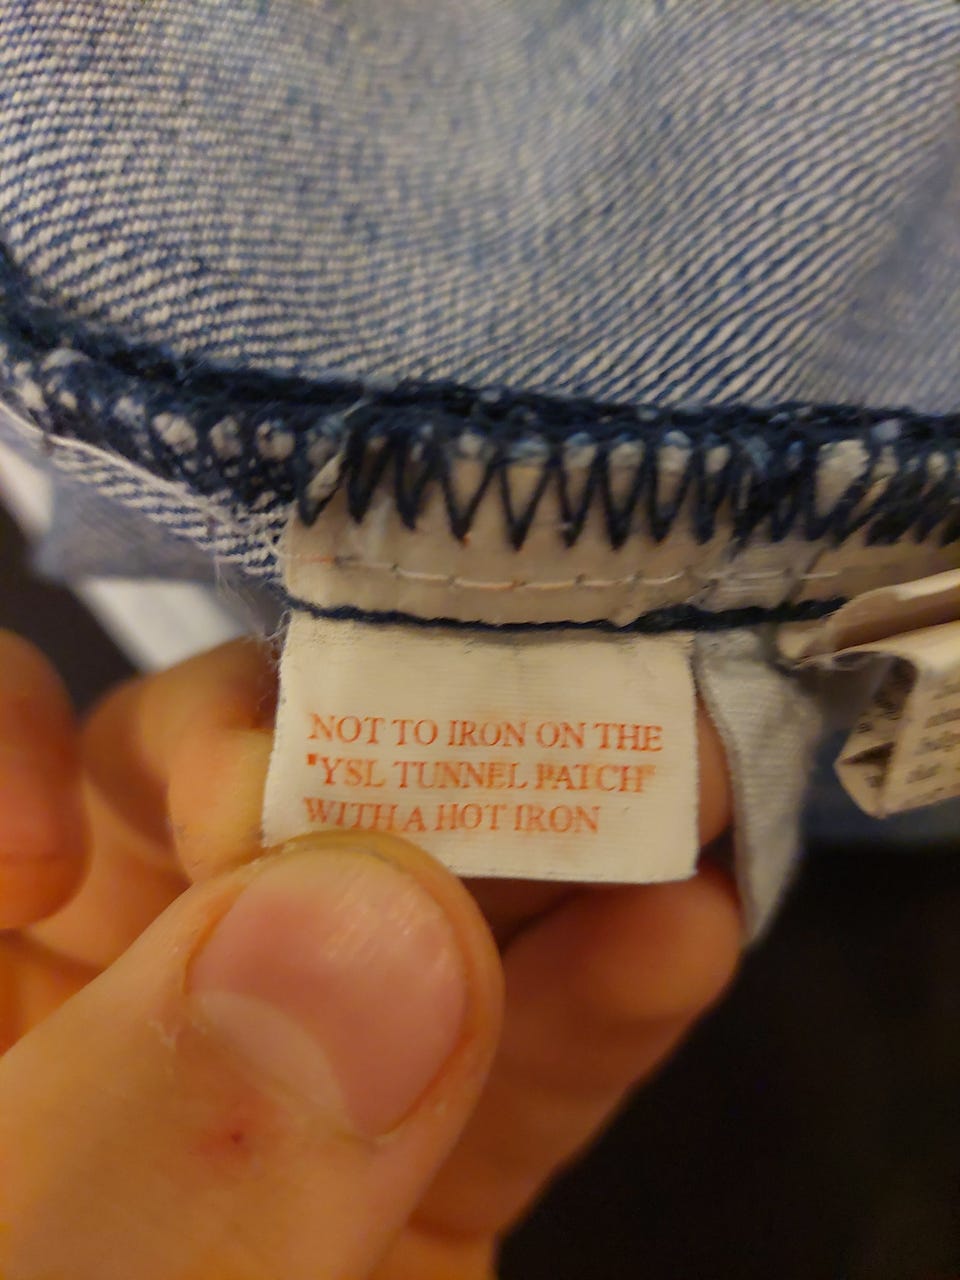 NOT TO IRON ON THE
"YSL TUNNEL PATCH"
WITH A HOT IRON